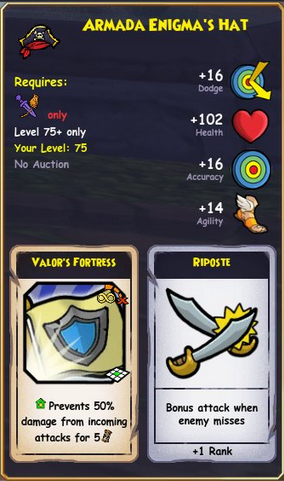 Armada Enigma's Hat
Requires:
only
Level 75+ only
Your Level: 75
No Auction
+16
Dodge
+102
Health
+16
Accuracy
+14
Agility
Valor's Fortress
Prevents 50%
damage from incoming
attacks for 5
Riposte
Bonus attack when
enemy misses
+1 Rank